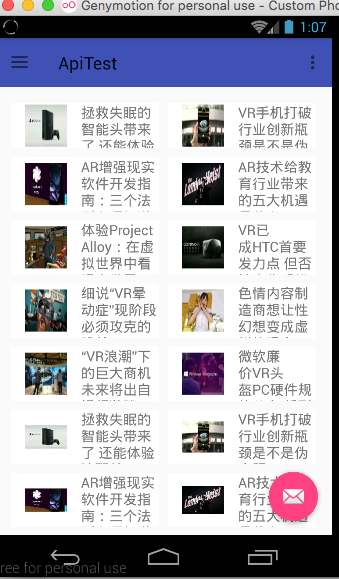 Genymotion for personal use - Custom Pho
1:07
ApiTest
拯救失眠的
智能头带来
了 还能体验
VR手机打破
行业创新瓶
颈是不是伪
AR增强现实
软件开发指
南：三个法
AR技术给教
育行业带来
的五大机遇
体验Project
Alloy：在虚
拟世界中看
VR已
成HTC首要
发力点 但否
细说“VR晕
动症”现阶段
必须攻克的
色情内容制
造商想让性
幻想变成虚
“VR浪潮”下
的巨大商机
未来将出自
微软廉
价VR头
盔PC硬件规
拯救失眠的
智能头带来
了 还能体验
VR手机打破
行业创新瓶
颈是不是伪
AR增强现实
软件开发指
南：三个法
AR技
育行
的五大机遇
ree for personal use